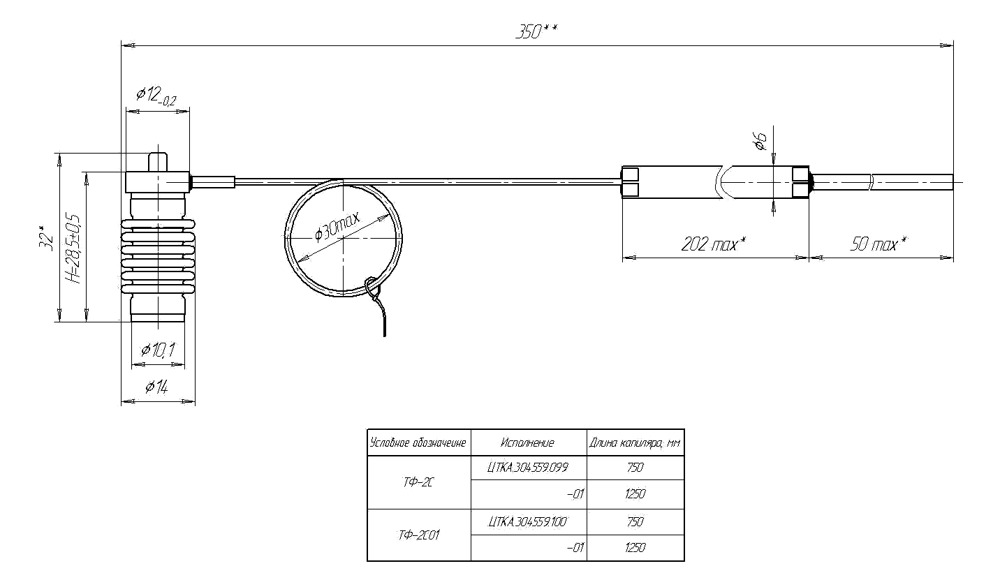 350**
φ12-0,2
φ6
32*
H=28,5±0,5
φ30max
202 max*
50 max*
φ10,1
φ14
Условное обозначеине Исполнение Длина капиляра, мм
ТФ-2С ЦТКА.304559.099 750
-01 1250
ТФ-2С01 ЦТКА.304559.100 750
-01 1250